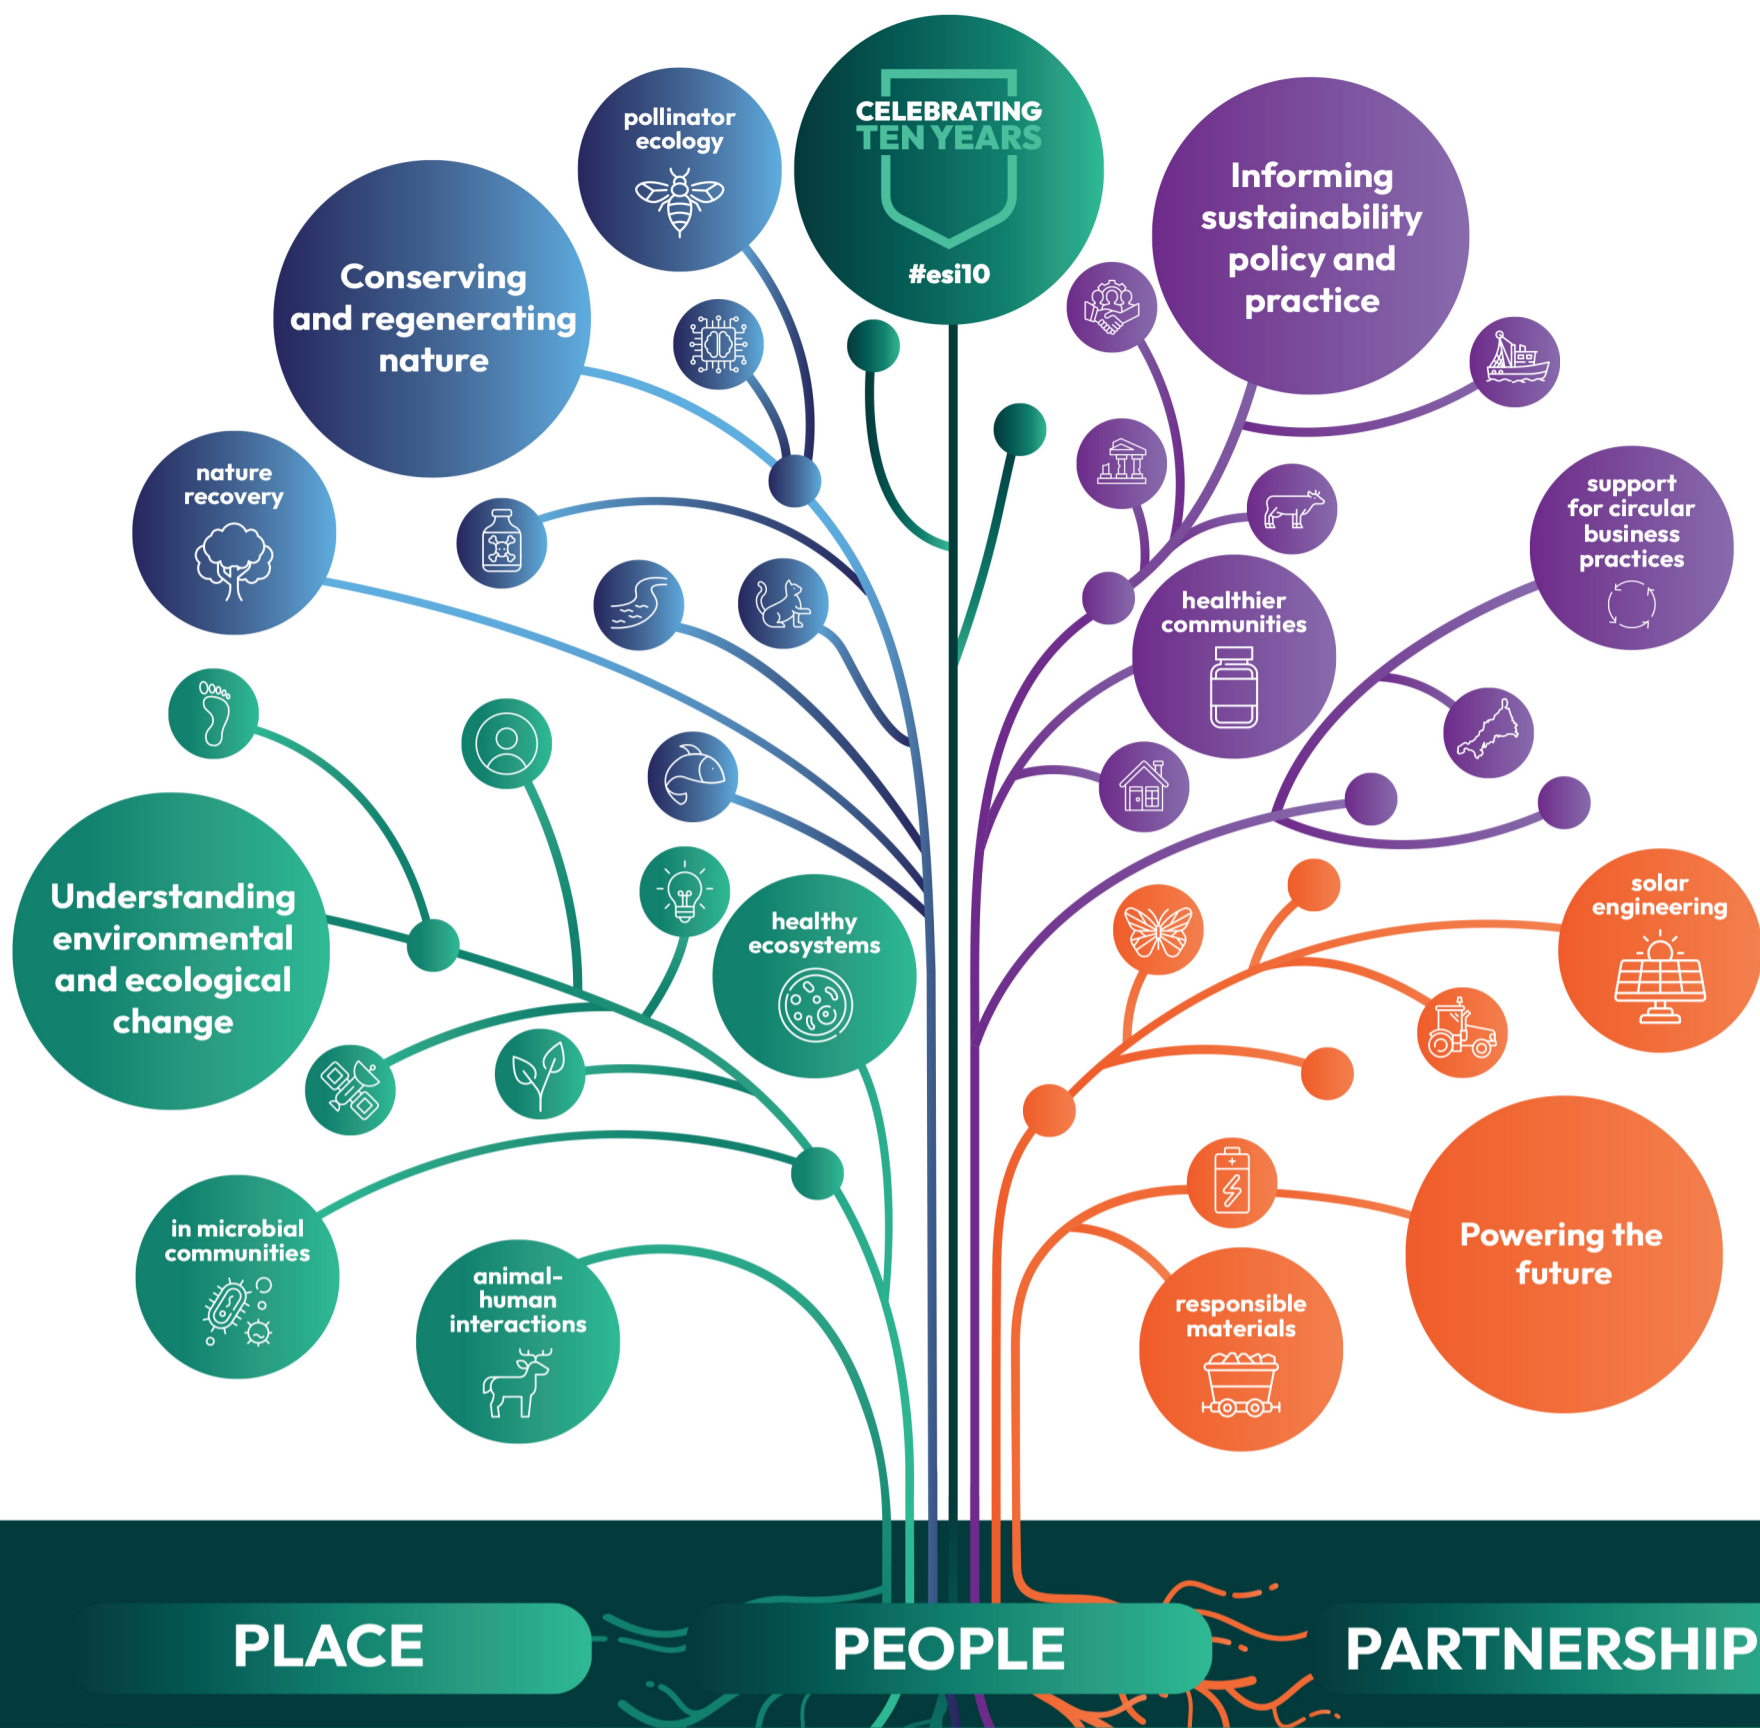 CELEBRATING
TEN YEARS
#esi10
pollinator
ecology
Conserving
and regenerating
nature
nature
recovery
Informing
sustainability
policy and
practice
support
for circular
business
practices
healthier
communities
Understanding
environmental
and ecological
change
healthy
ecosystems
in microbial
communities
animal-
human
interactions
solar
engineering
Powering the
future
responsible
materials
PLACE
PEOPLE
PARTNERSHIP